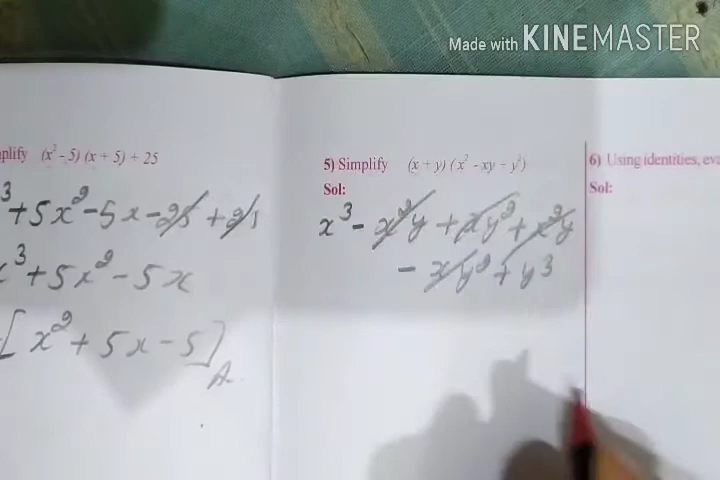 Made with KINEMASTER
plify (x² - 5) (x + 5) + 25
³ + 5x² - 5x - 25 + 25
x³ + 5x² - 5x
[x² + 5x - 5] A.
5) Simplify (x + y) (x² - xy + y²)
Sol:
x³ - x²y + xy² + x²y
- xy² + y³
6) Using identities, eva
Sol: